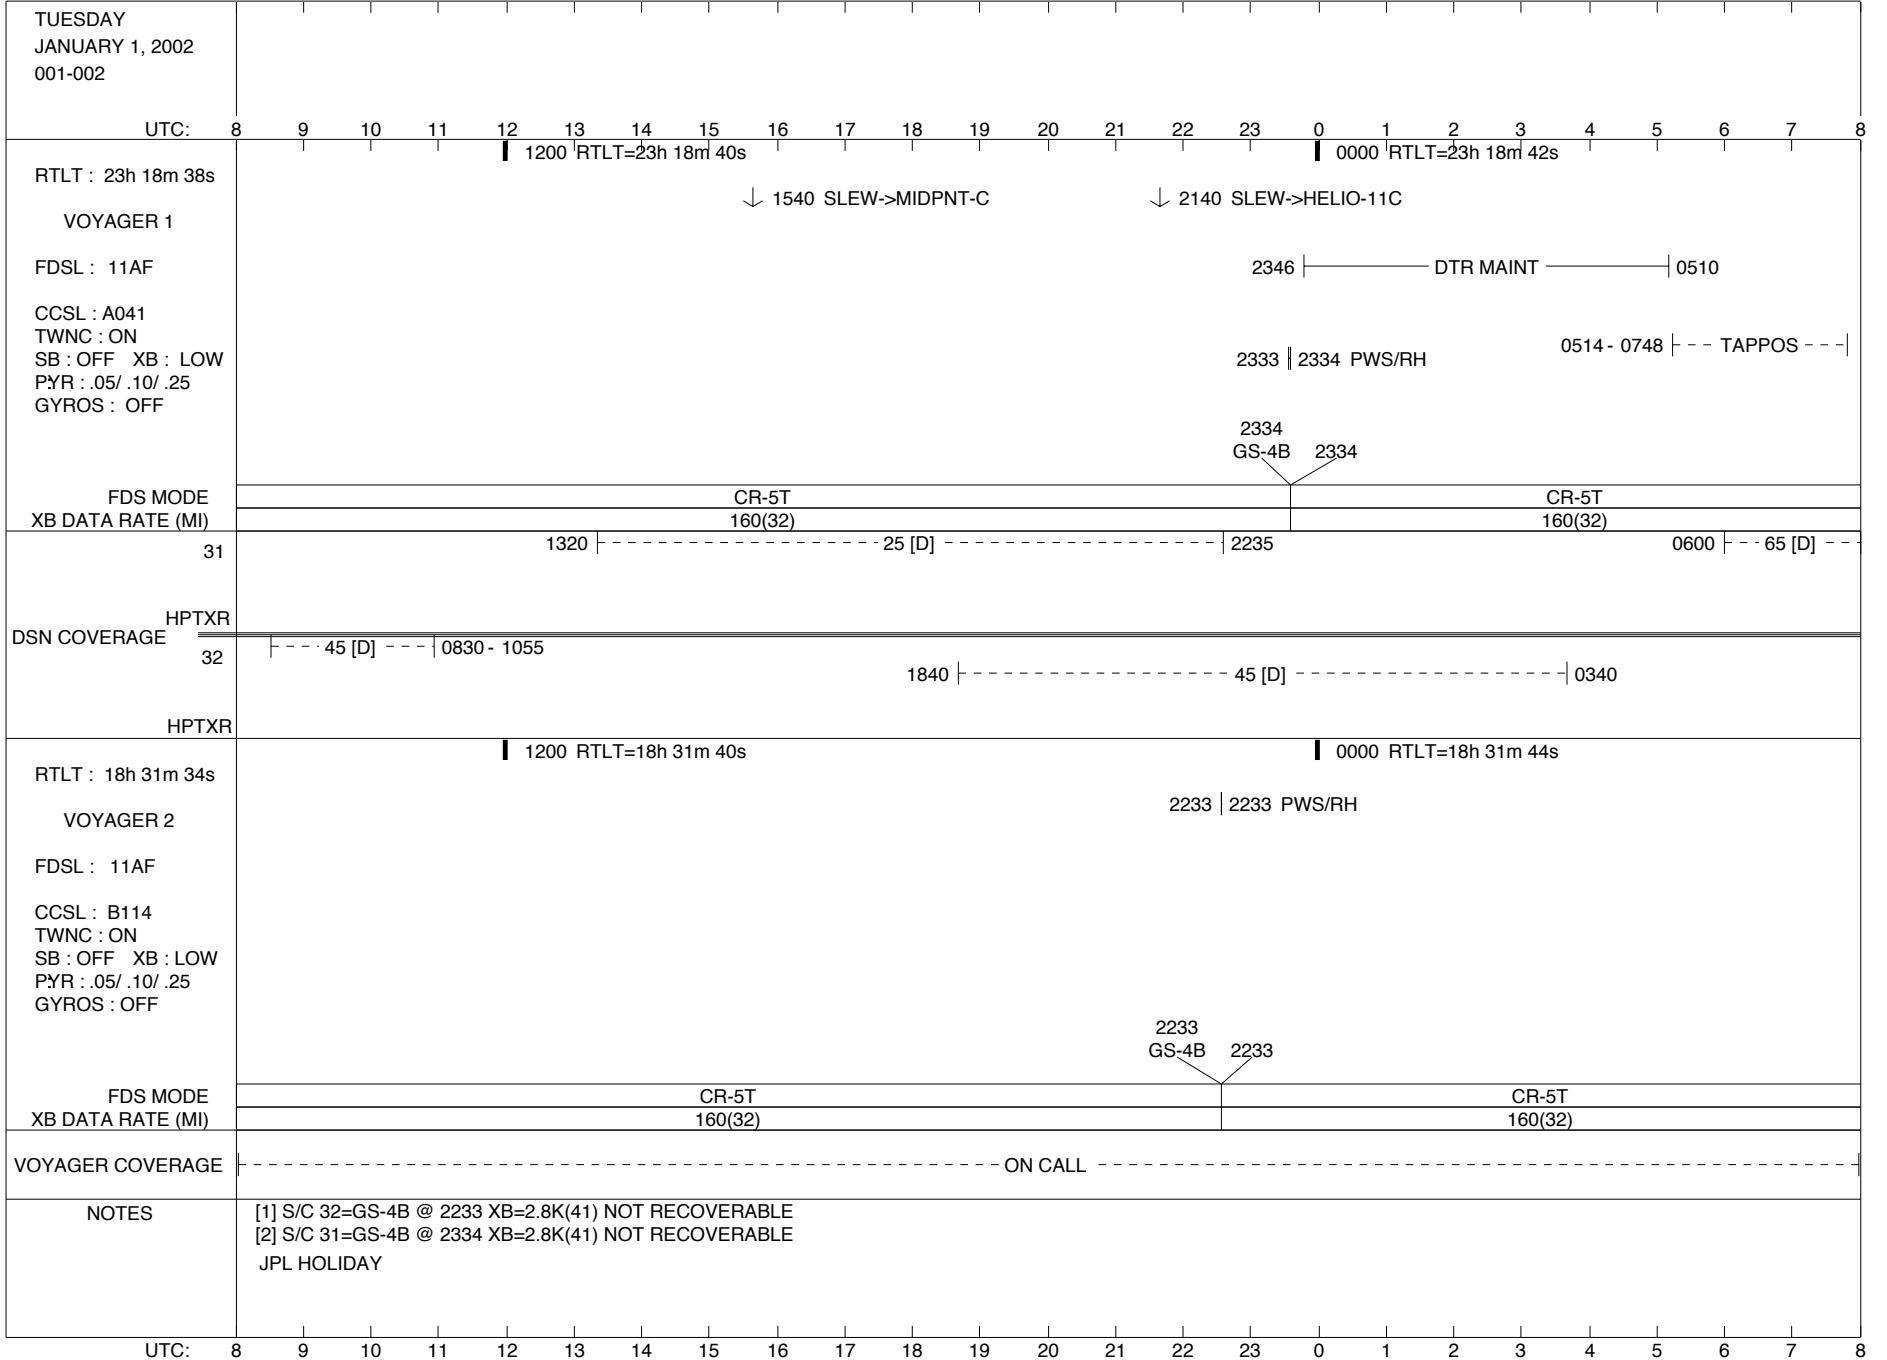 TUESDAY
JANUARY 1, 2002
001-002
UTC: 8 9 10 11 12 13 14 15 16 17 18 19 20 21 22 23 0 1 2 3 4 5 6 7 8
1200 RTLT=23h 18m 40s 0000 RTLT=23h 18m 42s
RTLT : 23h 18m 38s
1540 SLEW->MIDPNT-C 2140 SLEW->HELIO-11C
VOYAGER 1
FDSL : 11AF
2346 DTR MAINT 0510
CCSL : A041
TWNC : ON
SB : OFF XB : LOW
0514 - 0748 TAPPOS
2333 2334 PWS/RH
P:YR : .05/ .10/ .25
GYROS : OFF
2334
GS-4B 2334
FDS MODE CR-5T CR-5T
XB DATA RATE (MI) 160(32) 160(32)
31 1320 25 [D] 2235 0600 65 [D]
HPTXR
DSN COVERAGE
45 [D] 0830 - 1055
32
1840 45 [D] 0340
HPTXR
1200 RTLT=18h 31m 40s 0000 RTLT=18h 31m 44s
RTLT : 18h 31m 34s
2233 2233 PWS/RH
VOYAGER 2
FDSL : 11AF
CCSL : B114
TWNC : ON
SB : OFF XB : LOW
P:YR : .05/ .10/ .25
GYROS : OFF
2233
GS-4B 2233
FDS MODE CR-5T CR-5T
XB DATA RATE (MI) 160(32) 160(32)
VOYAGER COVERAGE ON CALL
NOTES [1] S/C 32=GS-4B @ 2233 XB=2.8K(41) NOT RECOVERABLE
[2] S/C 31=GS-4B @ 2334 XB=2.8K(41) NOT RECOVERABLE
JPL HOLIDAY
UTC: 8 9 10 11 12 13 14 15 16 17 18 19 20 21 22 23 0 1 2 3 4 5 6 7 8